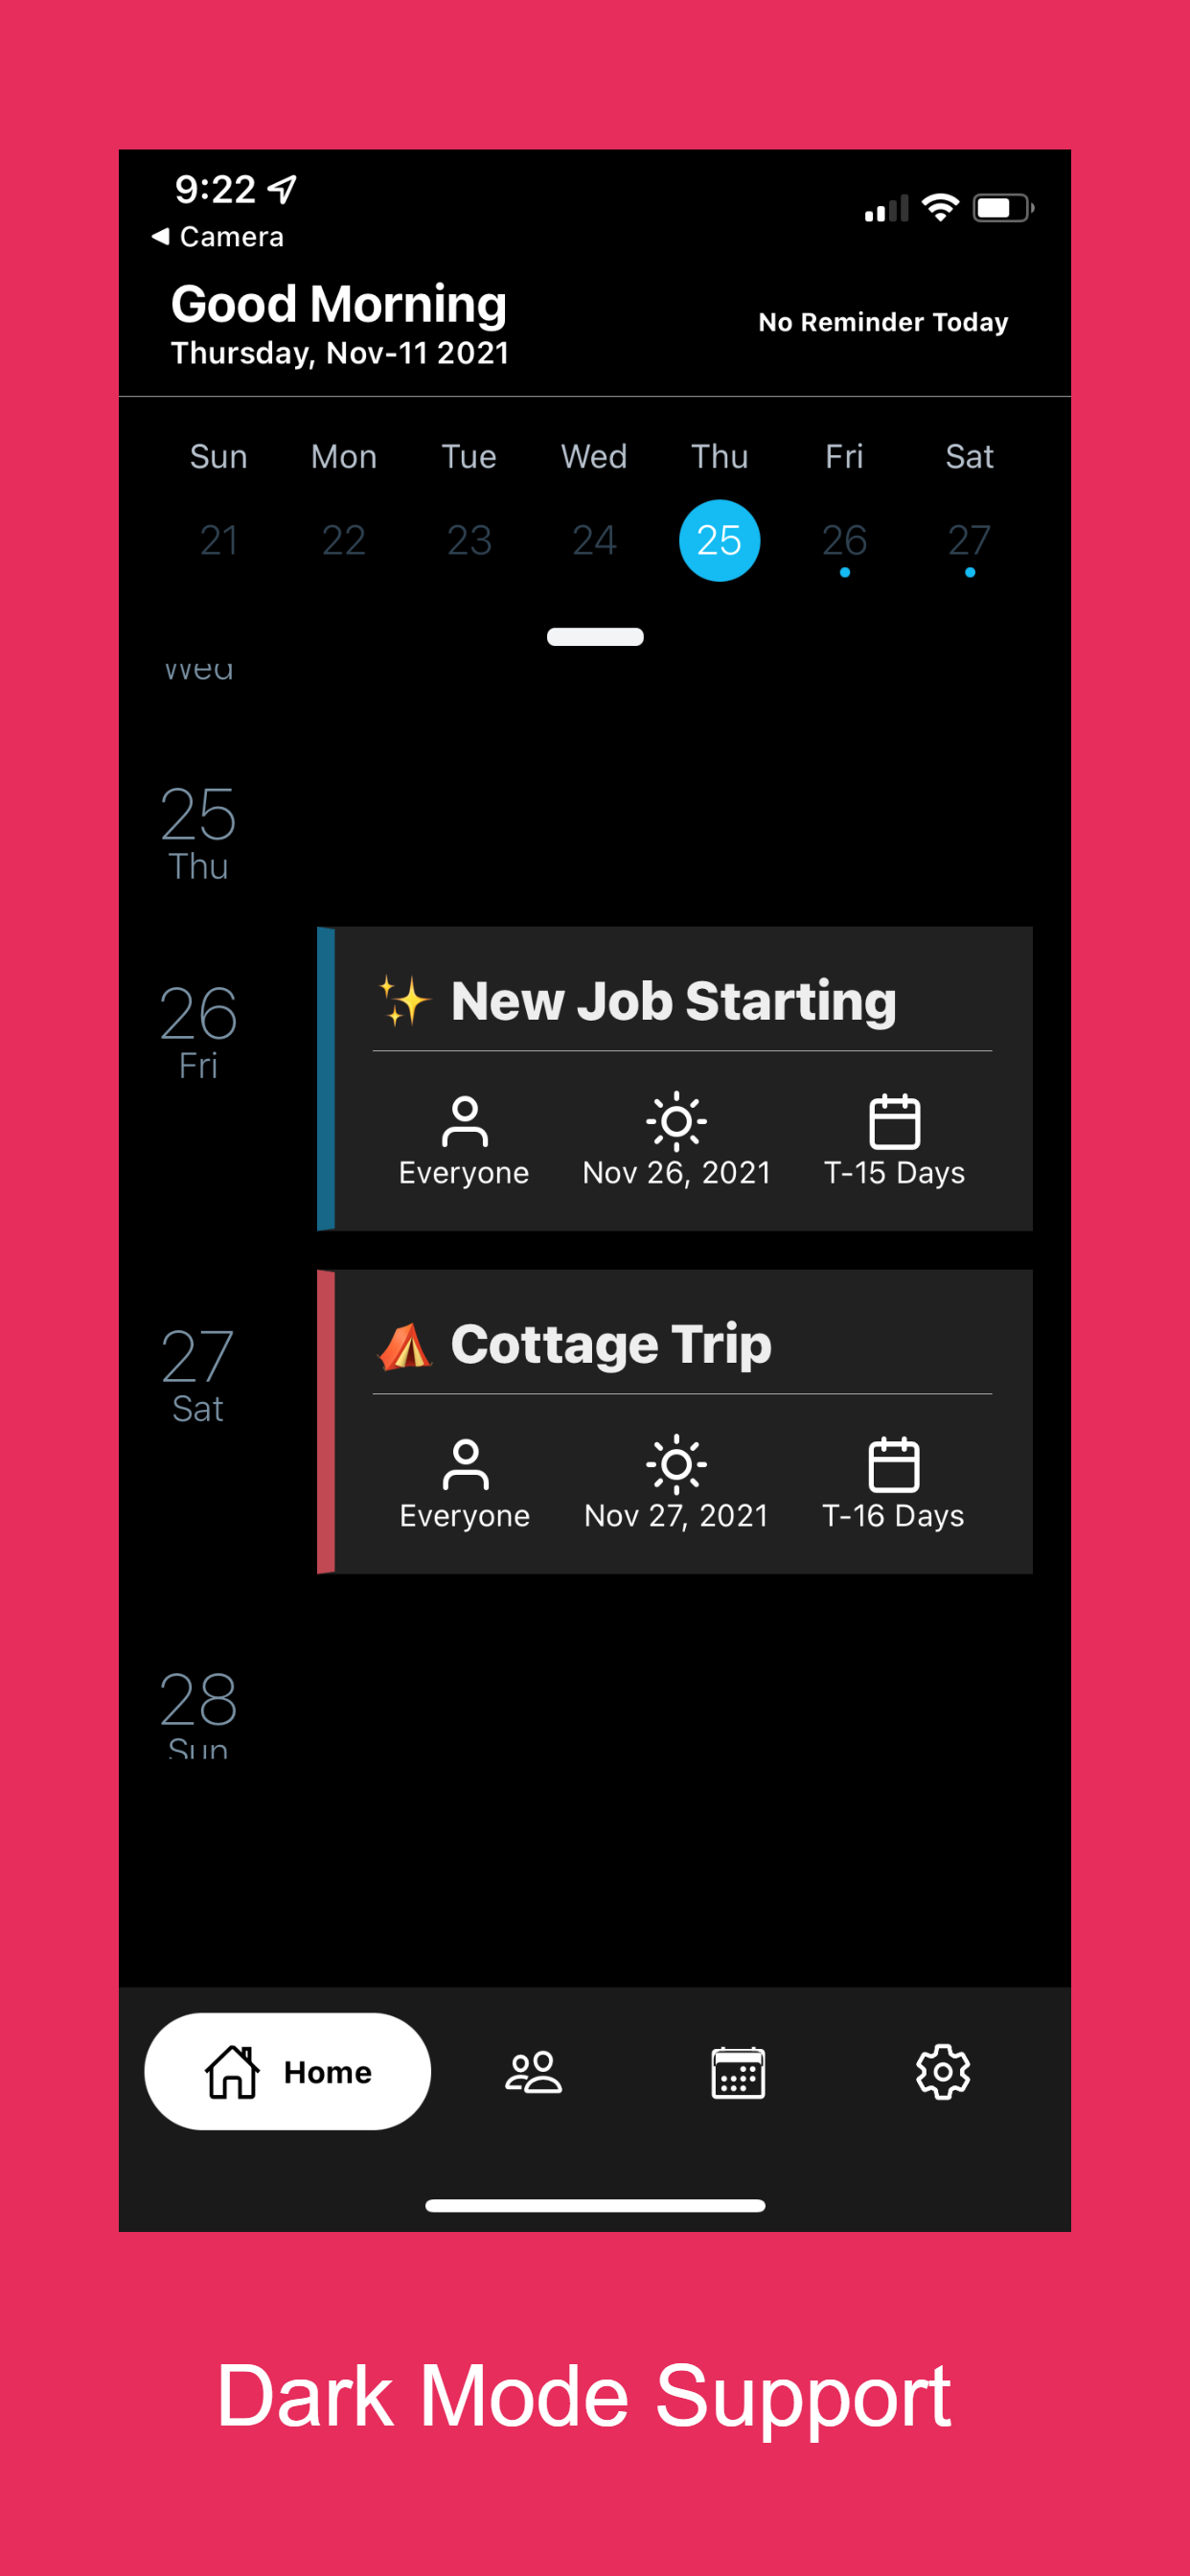 9:22
Camera
Good Morning
Thursday, Nov-11 2021
No Reminder Today
Sun Mon Tue Wed Thu Fri Sat
21 22 23 24 25 26 27
Wed
25
Thu
26
Fri
✨ New Job Starting
Everyone Nov 26, 2021 T-15 Days
27
Sat
⛺ Cottage Trip
Everyone Nov 27, 2021 T-16 Days
28
Sun
Home
Dark Mode Support